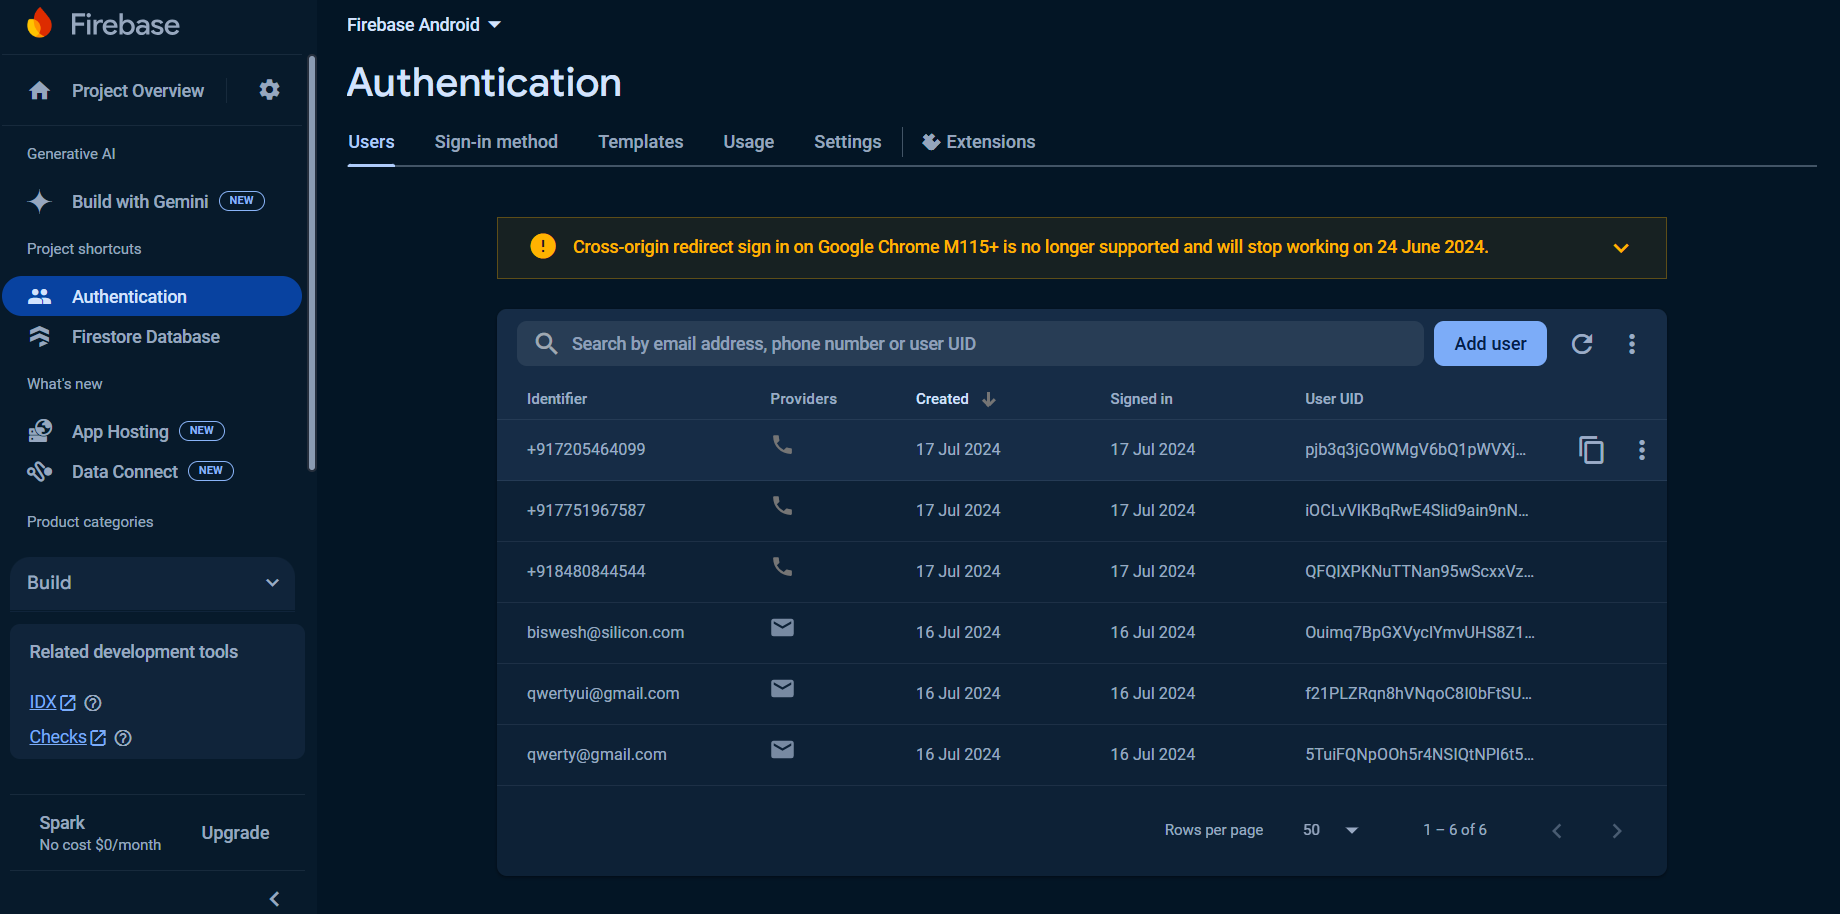 Firebase
Project Overview
Generative AI
Build with Gemini NEW
Project shortcuts
Authentication
Firestore Database
What's new
App Hosting NEW
Data Connect NEW
Product categories
Build
Related development tools
IDX
Checks
Spark
No cost $0/month
Upgrade
Firebase Android
Authentication
Users Sign-in method Templates Usage Settings Extensions
Cross-origin redirect sign in on Google Chrome M115+ is no longer supported and will stop working on 24 June 2024.
Search by email address, phone number or user UID Add user
Identifier Providers Created Signed in User UID
+917205464099 17 Jul 2024 17 Jul 2024 pjb3q3jGOWMgV6bQ1pWVXj...
+917751967587 17 Jul 2024 17 Jul 2024
+918480844544 17 Jul 2024 17 Jul 2024
biswesh@silicon.com 16 Jul 2024 16 Jul 2024
qwertyui@gmail.com 16 Jul 2024 16 Jul 2024
qwerty@gmail.com 16 Jul 2024 16 Jul 2024
Rows per page 50 1 – 6 of 6